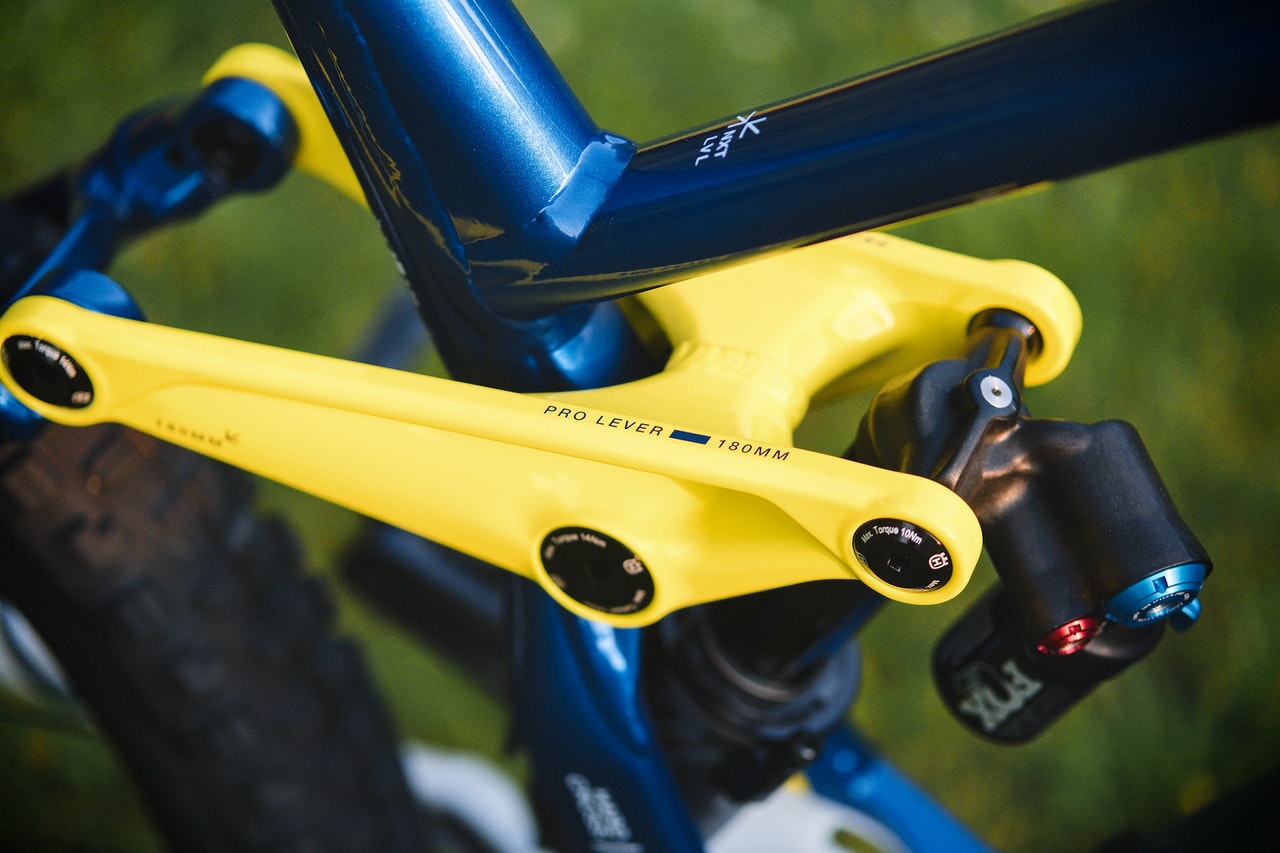 NXT
LVL
PRO LEVER 180MM
Max. Torque 14Nm
Max. Torque 14Nm
Max. Torque 10Nm
FOX